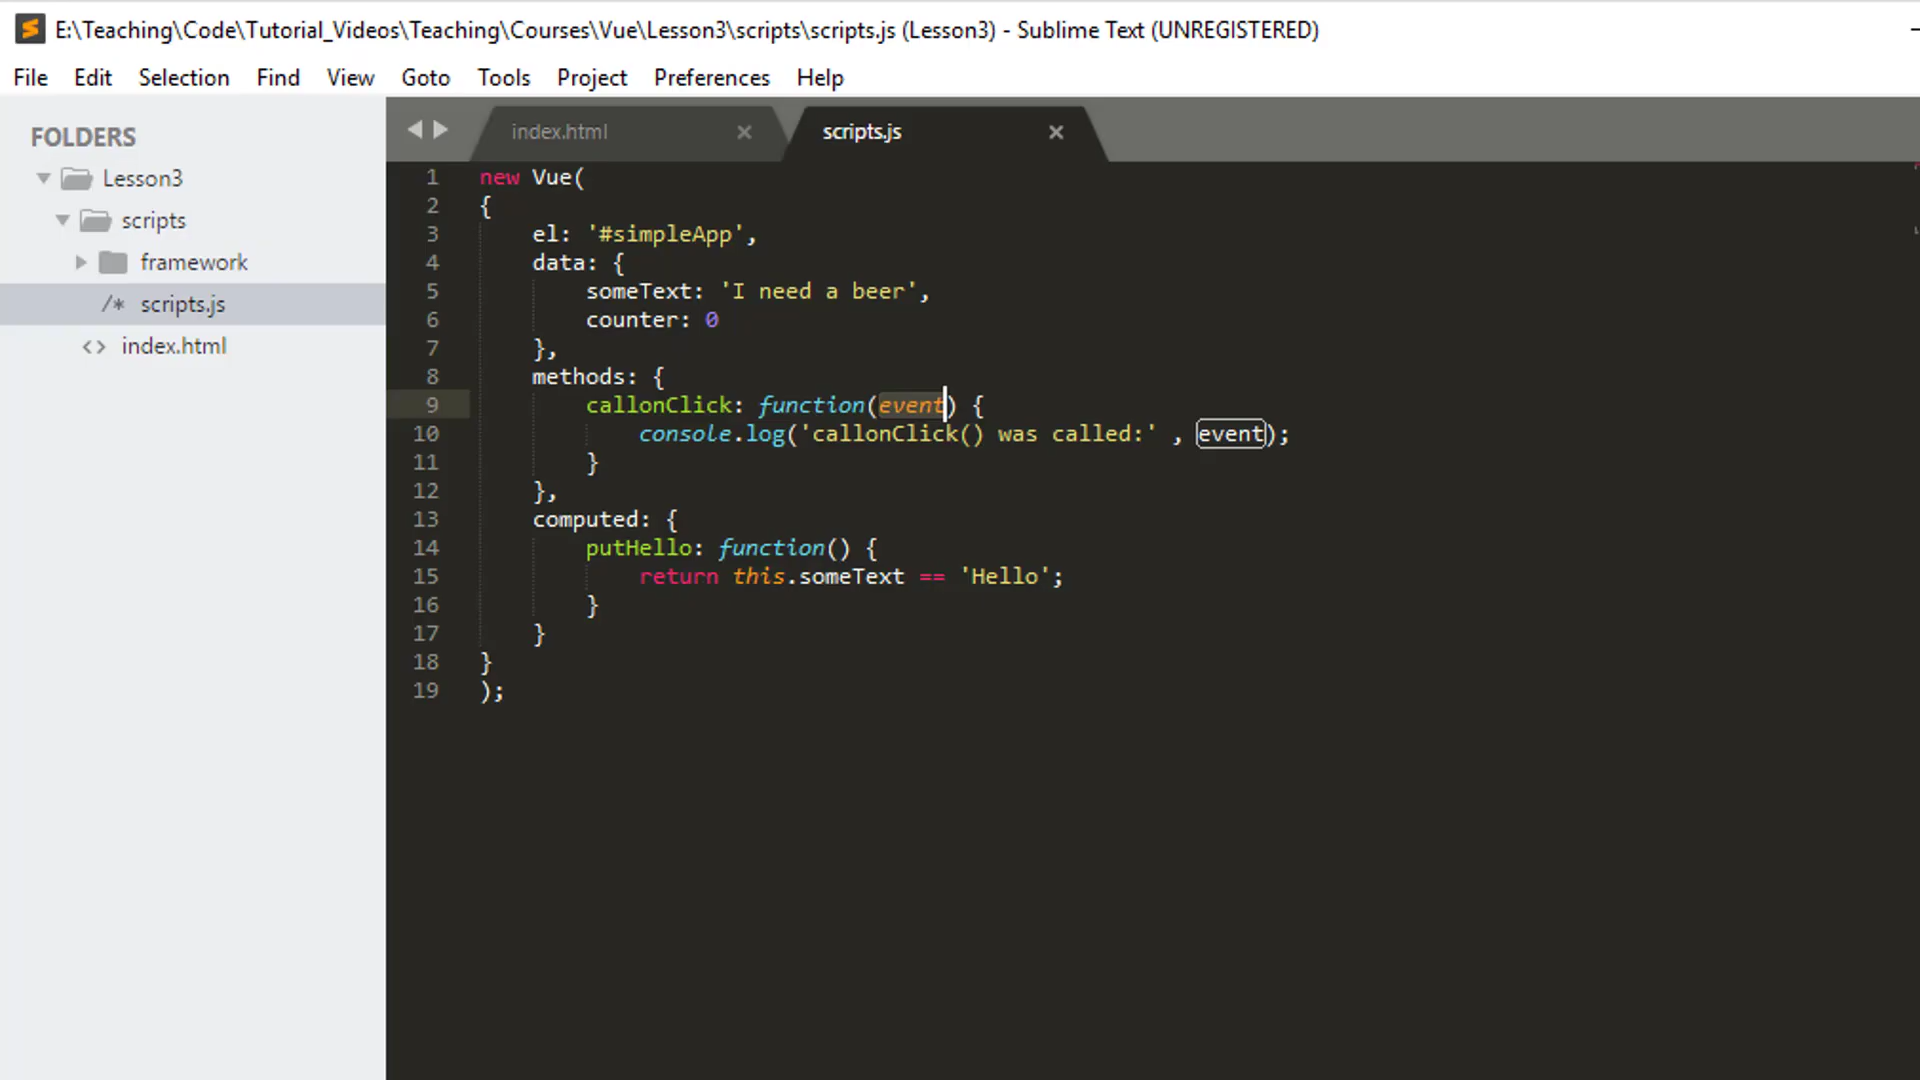 E:\Teaching\Code\Tutorial_Videos\Teaching\Courses\Vue\Lesson3\scripts\scripts.js (Lesson3) - Sublime Text (UNREGISTERED)
File Edit Selection Find View Goto Tools Project Preferences Help
FOLDERS
Lesson3
scripts
framework
/* scripts.js
<> index.html
index.html scripts.js
1 new Vue(
2 {
3 el: '#simpleApp',
4 data: {
5 someText: 'I need a beer',
6 counter: 0
7 },
8 methods: {
9 callonClick: function(event) {
10 console.log('callonClick() was called:' , event);
11 }
12 },
13 computed: {
14 putHello: function() {
15 return this.someText == 'Hello';
16 }
17 }
18 }
19 );